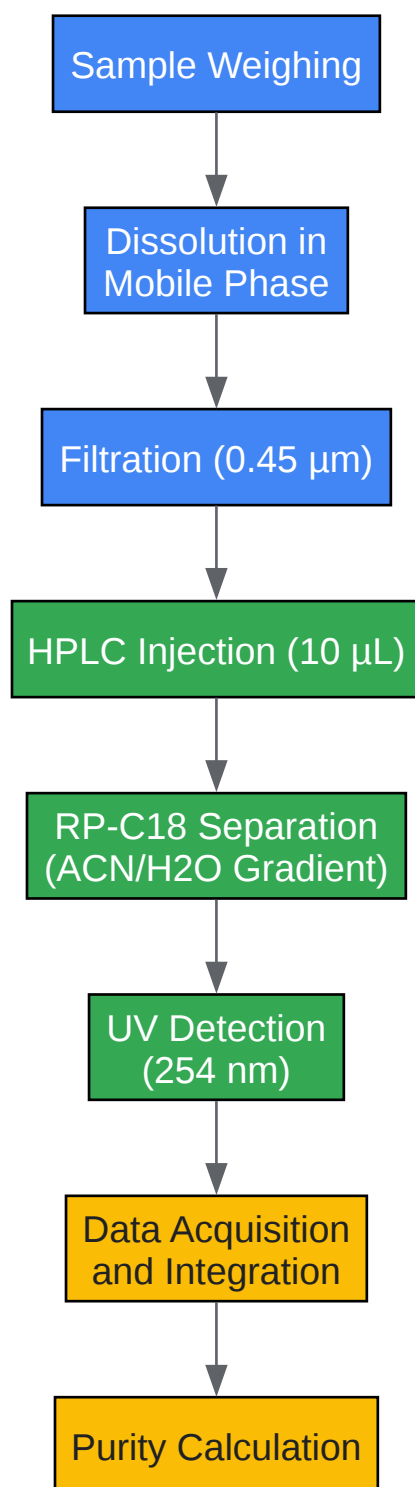 Sample Weighing
Dissolution in
Mobile Phase
Filtration (0.45 µm)
HPLC Injection (10 µL)
RP-C18 Separation
(ACN/H2O Gradient)
UV Detection
(254 nm)
Data Acquisition
and Integration
Purity Calculation